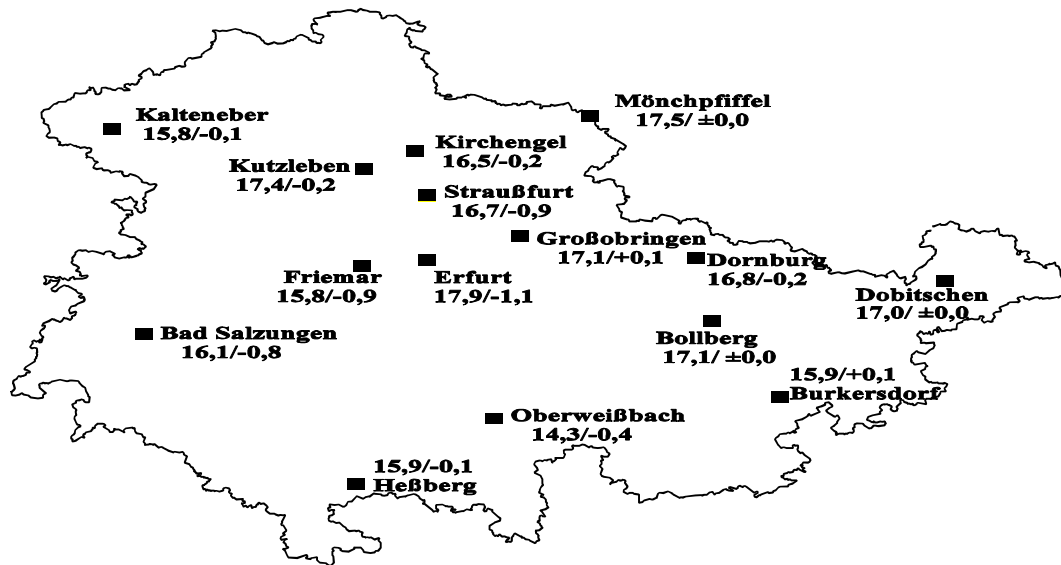 Mönchpfiffel
17,5/ ±0,0
Kalteneber
15,8/-0,1
Kirchengel
16,5/-0,2
Kutzleben
17,4/-0,2
Straußfurt
16,7/-0,9
Großobringen
17,1/+0,1
Dornburg
16,8/-0,2
Friemar
15,8/-0,9
Erfurt
17,9/-1,1
Dobitschen
17,0/ ±0,0
Bad Salzungen
16,1/-0,8
Bollberg
17,1/ ±0,0
15,9/+0,1
Burkersdorf
Oberweißbach
14,3/-0,4
15,9/-0,1
Heßberg